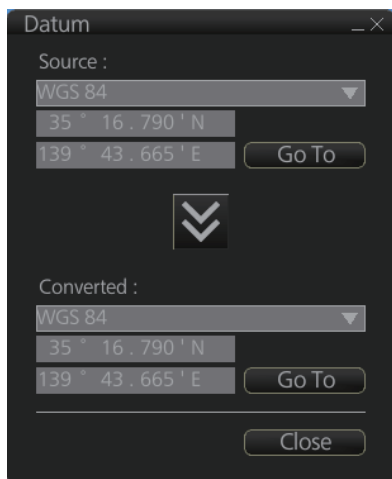 Datum
Source :
WGS 84
35 ° 16 . 790 ' N
139 ° 43 . 665 ' E
Go To
Converted :
WGS 84
35 ° 16 . 790 ' N
139 ° 43 . 665 ' E
Go To
Close